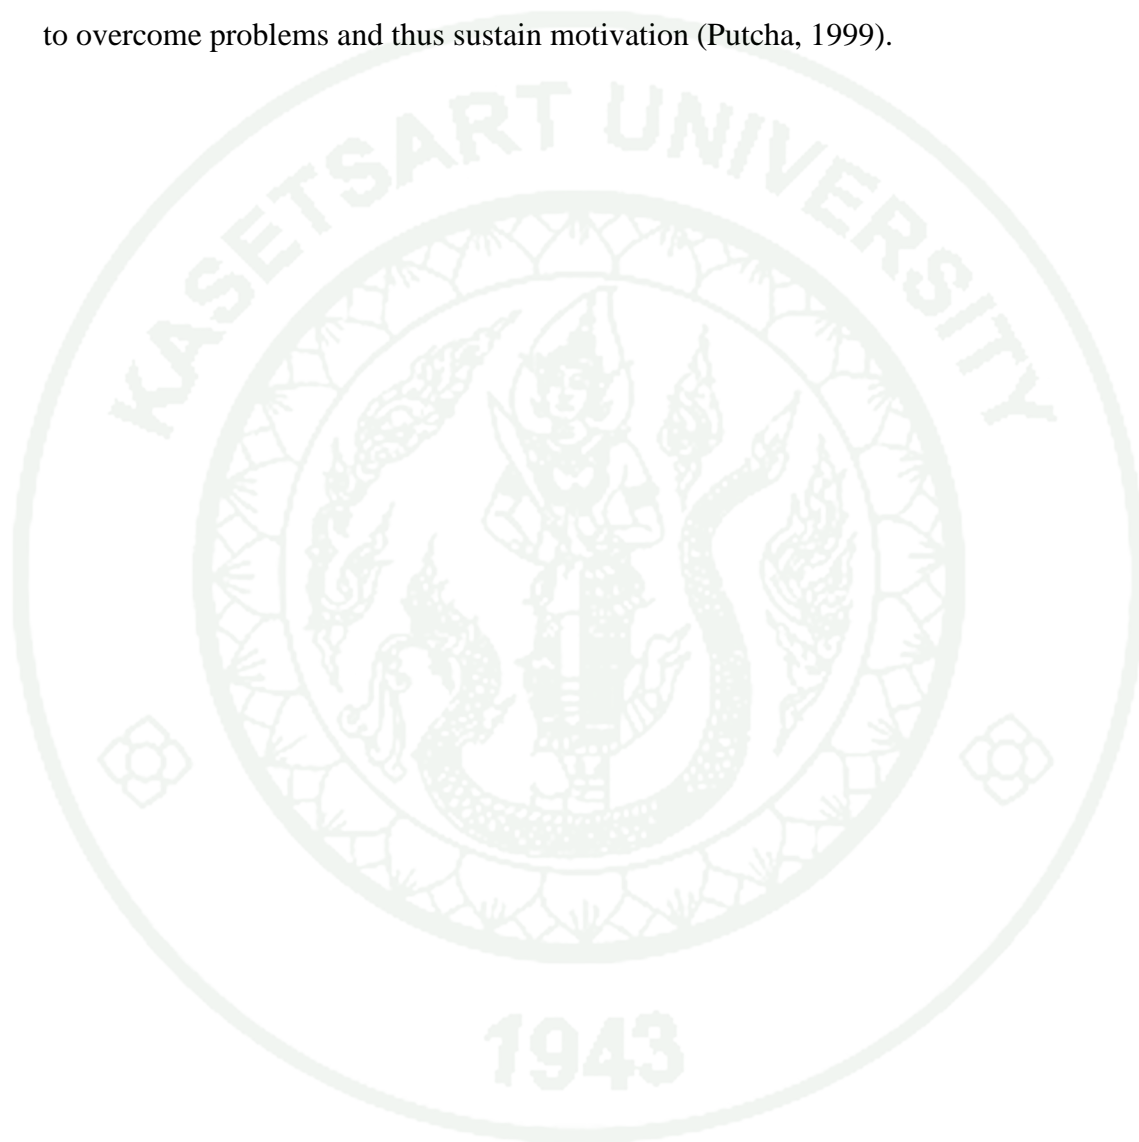 to overcome problems and thus sustain motivation (Putcha, 1999).
KASETSART UNIVERSITY
1943